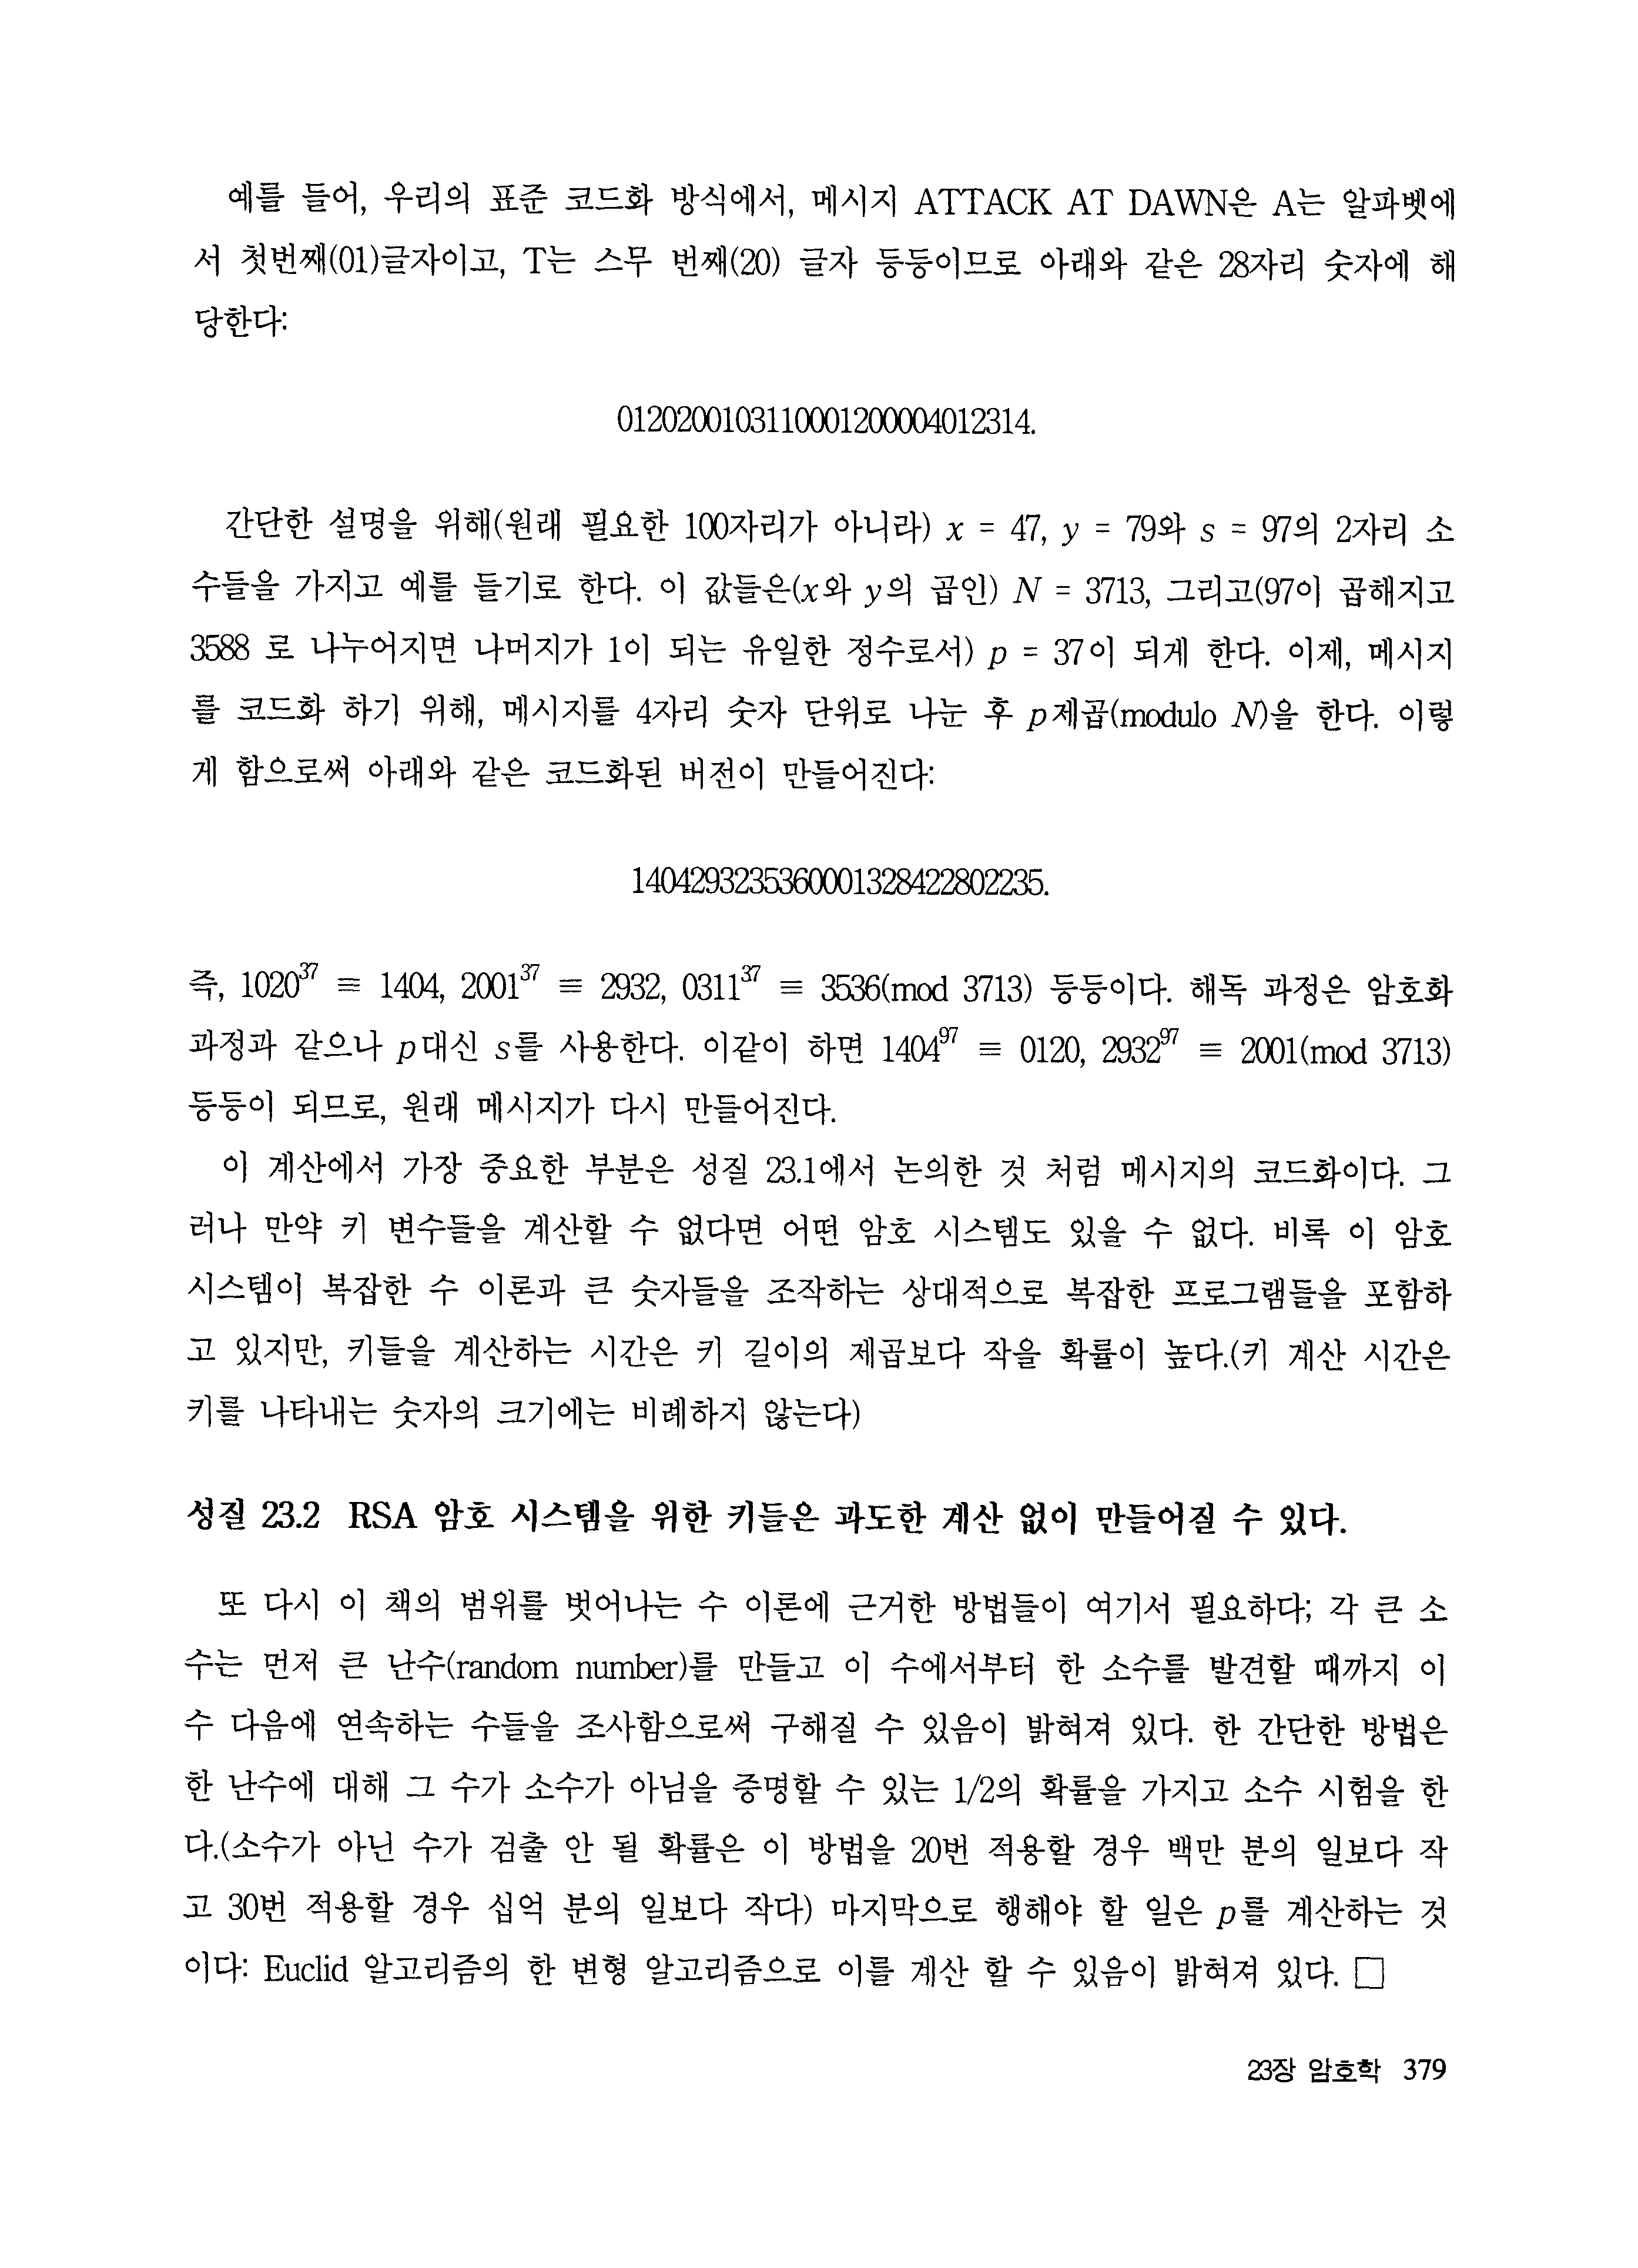 예를 들어, 우리의 표준 코드화 방식에서, 메시지 ATTACK AT DAWN은 A는 알파벳에
서 첫번째(01)글자이고, T는 스무 번째(20) 글자 등등이므로 아래와 같은 28자리 숫자에 해
당한다:
0120200103110001200004012314.
간단한 설명을 위해(원래 필요한 100자리가 아니라) x = 47, y = 79와 s = 97의 2자리 소
수들을 가지고 예를 들기로 한다. 이 값들은(x와 y의 곱인) N = 3713, 그리고(97이 곱해지고
3588 로 나누어지면 나머지가 1이 되는 유일한 정수로서) p = 37이 되게 한다. 이제, 메시지
를 코드화 하기 위해, 메시지를 4자리 숫자 단위로 나눈 후 p제곱(modulo N)을 한다. 이렇
게 함으로써 아래와 같은 코드화된 버전이 만들어진다:
1404293235360001328422802235.
즉, 1020³⁷ ≡ 1404, 2001³⁷ ≡ 2932, 0311³⁷ ≡ 3536(mod 3713) 등등이다. 해독 과정은 암호화
과정과 같으나 p대신 s를 사용한다. 이같이 하면 1404⁹⁷ ≡ 0120, 2932⁹⁷ ≡ 2001(mod 3713)
등등이 되므로, 원래 메시지가 다시 만들어진다.
이 계산에서 가장 중요한 부분은 성질 23.1에서 논의한 것 처럼 메시지의 코드화이다. 그
러나 만약 키 변수들을 계산할 수 없다면 어떤 암호 시스템도 있을 수 없다. 비록 이 암호
시스템이 복잡한 수 이론과 큰 숫자들을 조작하는 상대적으로 복잡한 프로그램들을 포함하
고 있지만, 키들을 계산하는 시간은 키 길이의 제곱보다 작을 확률이 높다.(키 계산 시간은
키를 나타내는 숫자의 크기에는 비례하지 않는다)
성질 23.2 RSA 암호 시스템을 위한 키들은 과도한 계산 없이 만들어질 수 있다.
또 다시 이 책의 범위를 벗어나는 수 이론에 근거한 방법들이 여기서 필요하다; 각 큰 소
수는 먼저 큰 난수(random number)를 만들고 이 수에서부터 한 소수를 발견할 때까지 이
수 다음에 연속하는 수들을 조사함으로써 구해질 수 있음이 밝혀져 있다. 한 간단한 방법은
한 난수에 대해 그 수가 소수가 아님을 증명할 수 있는 1/2의 확률을 가지고 소수 시험을 한
다.(소수가 아닌 수가 검출 안 될 확률은 이 방법을 20번 적용할 경우 백만 분의 일보다 작
고 30번 적용할 경우 십억 분의 일보다 작다) 마지막으로 행해야 할 일은 p를 계산하는 것
이다: Euclid 알고리즘의 한 변형 알고리즘으로 이를 계산 할 수 있음이 밝혀져 있다. □
23장 암호학 379